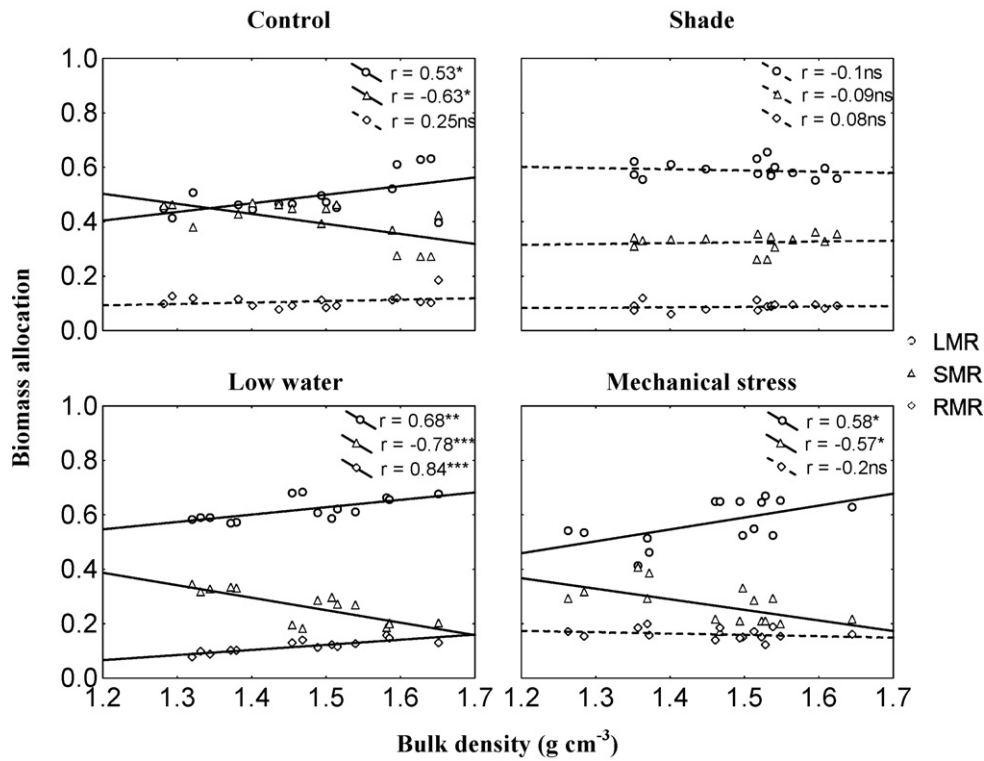 Control
Shade
1.0
0.8
0.6
0.4
0.2
0.0
r = 0.53*
r = -0.63*
r = 0.25ns
r = -0.1ns
r = -0.09ns
r = 0.08ns
LMR
SMR
RMR
Biomass allocation
Low water
Mechanical stress
1.0
0.8
0.6
0.4
0.2
0.0
r = 0.68**
r = -0.78***
r = 0.84***
r = 0.58*
r = -0.57*
r = -0.2ns
1.2 1.3 1.4 1.5 1.6 1.7
1.2 1.3 1.4 1.5 1.6 1.7
Bulk density (g cm-3)